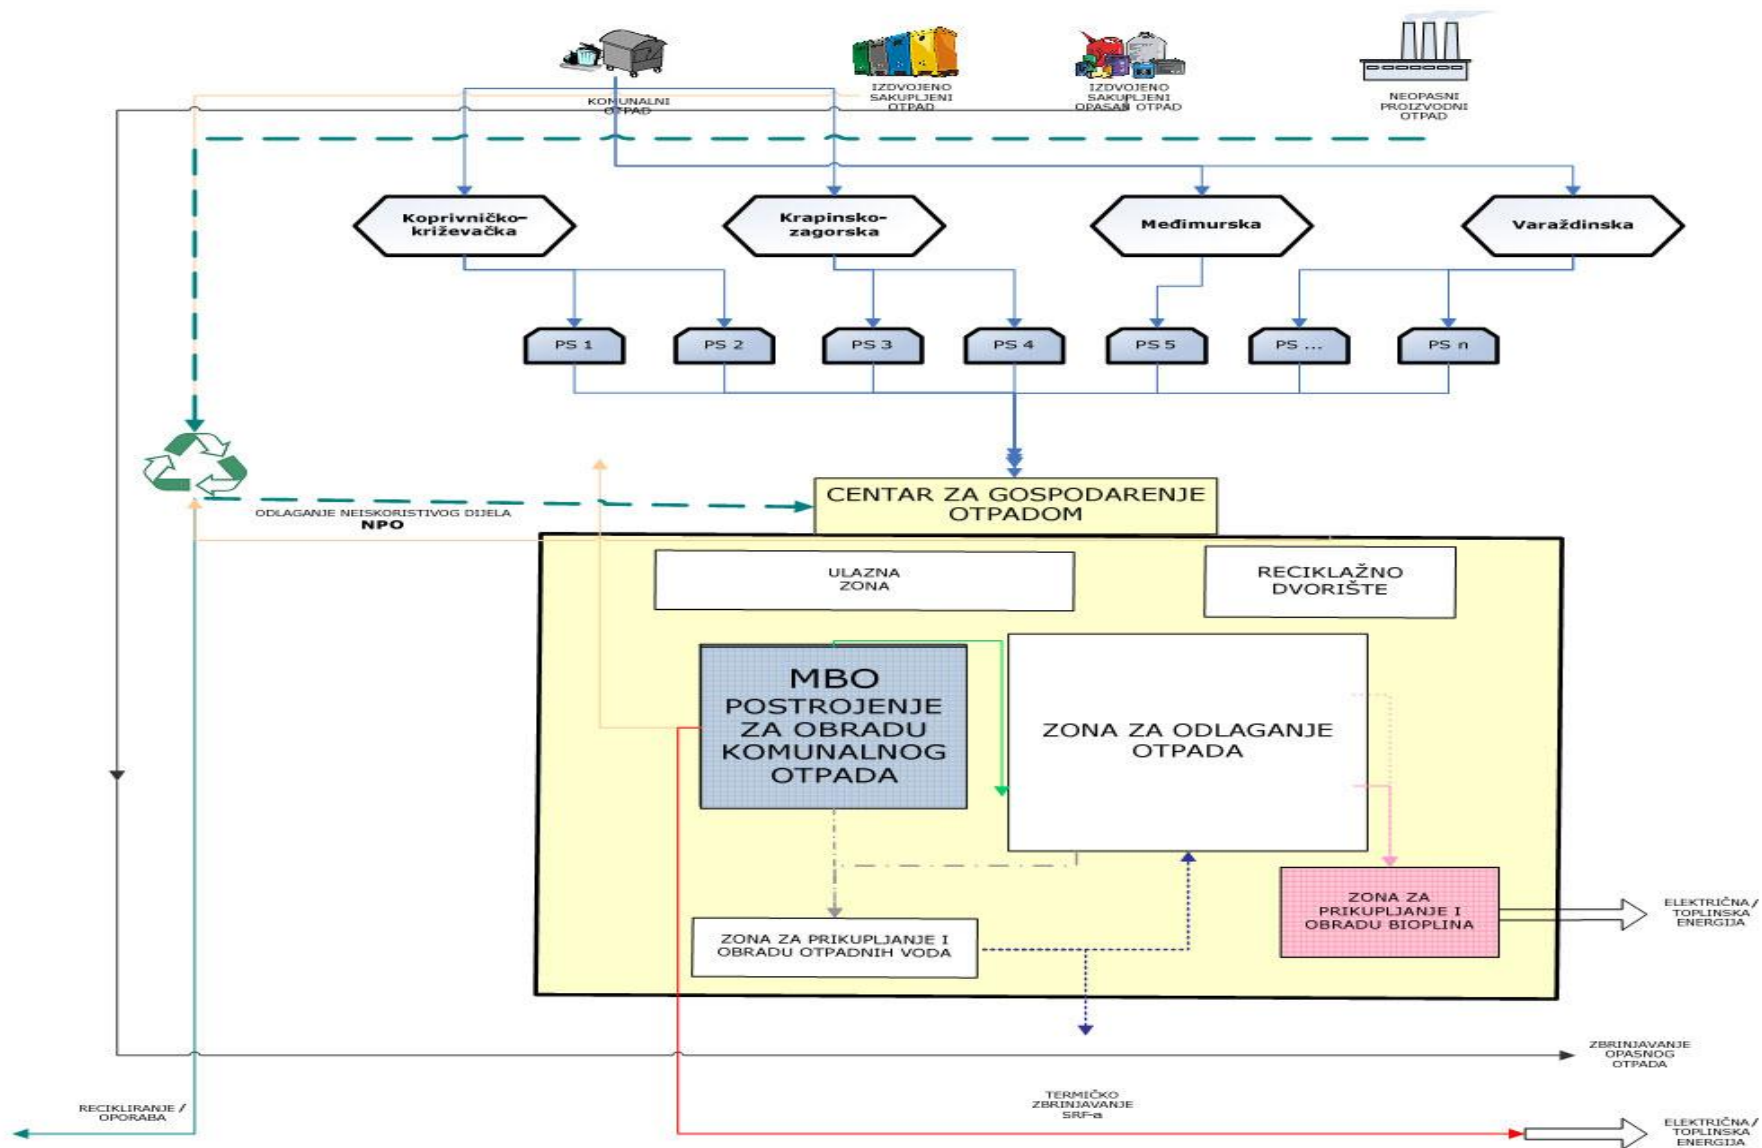 KOMUNALNI
OTPAD
IZDVOJENO
SAKUPLJENI
OTPAD
IZDVOJENO
SAKUPLJENI
OPASAN OTPAD
NEOPASNI
PROIZVODNI
OTPAD
Koprivničko-
križevačka
Krapinsko-
zagorska
Međimurska
Varaždinska
PS 1
PS 2
PS 3
PS 4
PS 5
PS ...
PS n
ODLAGANJE NEISKORISTIVOG DIJELA
NPO
CENTAR ZA GOSPODARENJE
OTPADOM
ULAZNA
ZONA
RECIKLAŽNO
DVORIŠTE
MBO
POSTROJENJE
ZA OBRADU
KOMUNALNOG
OTPADA
ZONA ZA ODLAGANJE
OTPADA
ZONA ZA PRIKUPLJANJE I
OBRADU OTPADNIH VODA
ZONA ZA
PRIKUPLJANJE I
OBRADU BIOPLINA
ELEKTRIČNA/
TOPLINSKA
ENERGIJA
ZBRINJAVANJE
OPASNOG
OTPADA
RECIKLIRANJE /
OPORABA
TERMIČKO
ZBRINJAVANJE
SRF-a
ELEKTRIČNA/
TOPLINSKA
ENERGIJA